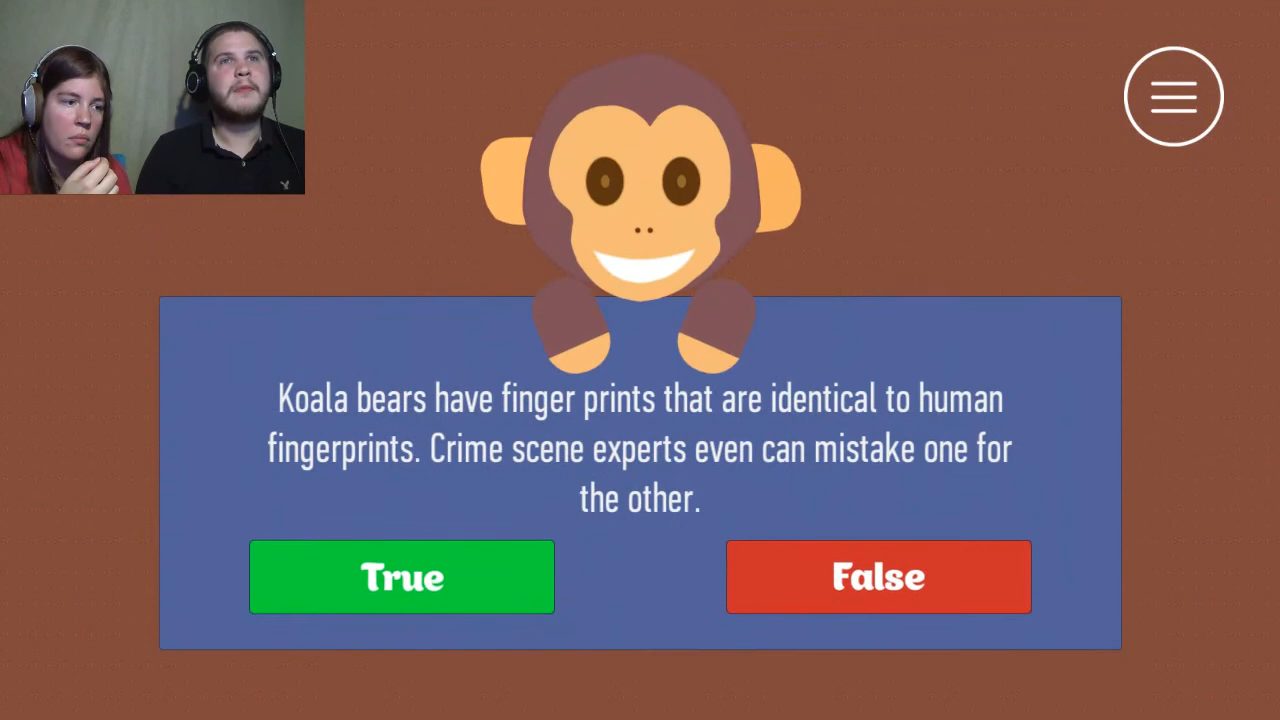 Koala bears have finger prints that are identical to human
fingerprints. Crime scene experts even can mistake one for
the other.
True
False